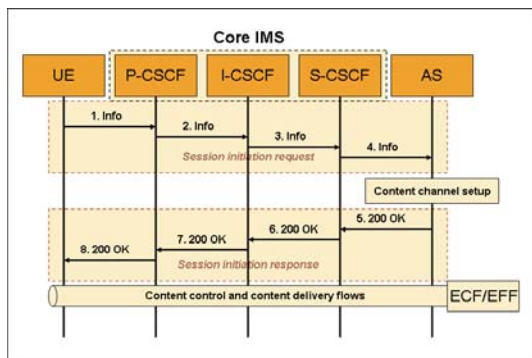 Core IMS
UE
P-CSCF
I-CSCF
S-CSCF
AS
1. Info
2. Info
3. Info
4. Info
Session initiation request
Content channel setup
5. 200 OK
6. 200 OK
7. 200 OK
8. 200 OK
Session initiation response
Content control and content delivery flows
ECF/EFF